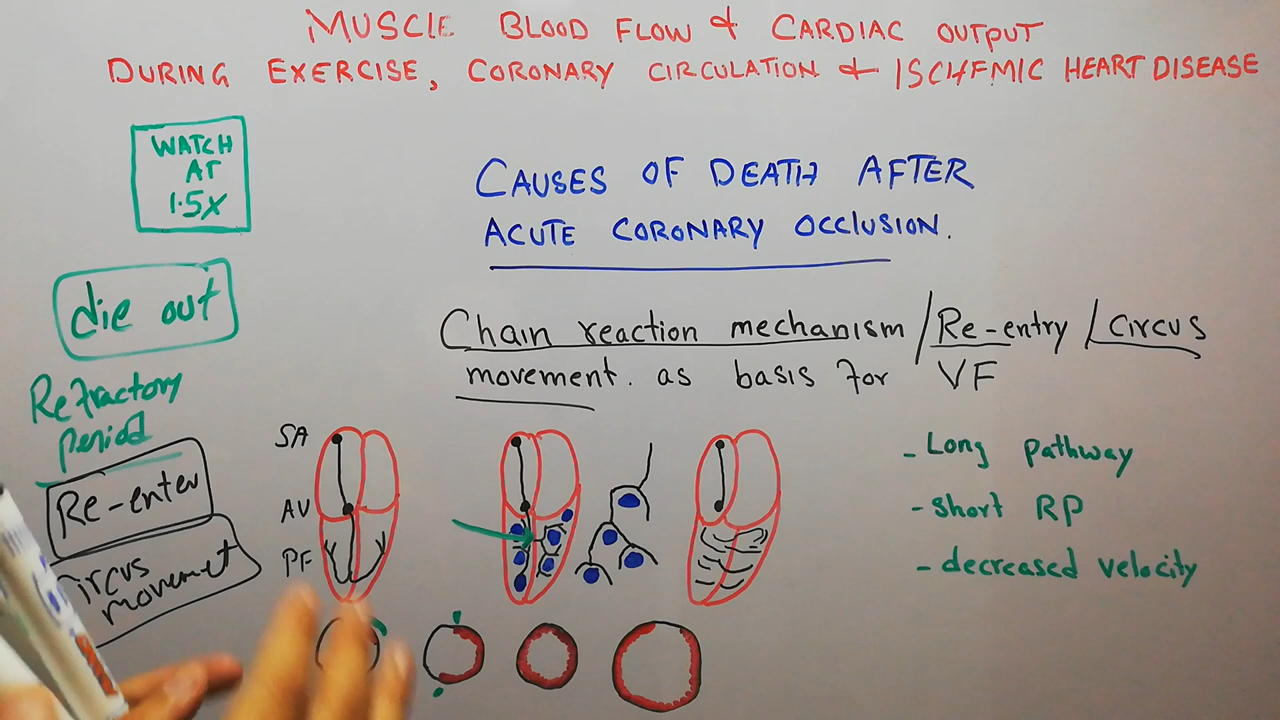 MUSCLE BLOOD FLOW & CARDIAC OUTPUT
DURING EXERCISE, CORONARY CIRCULATION & ISCHEMIC HEART DISEASE
WATCH
AT
1.5X
CAUSES OF DEATH AFTER
ACUTE CORONARY OCCLUSION.
die out
Chain reaction mechanism / Re-entry / Circus
movement. as basis for VF
Refractory
period
Re-enter
Circus
movemet
SA
AV
PF
- Long pathway
- short RP
- decreased velocity